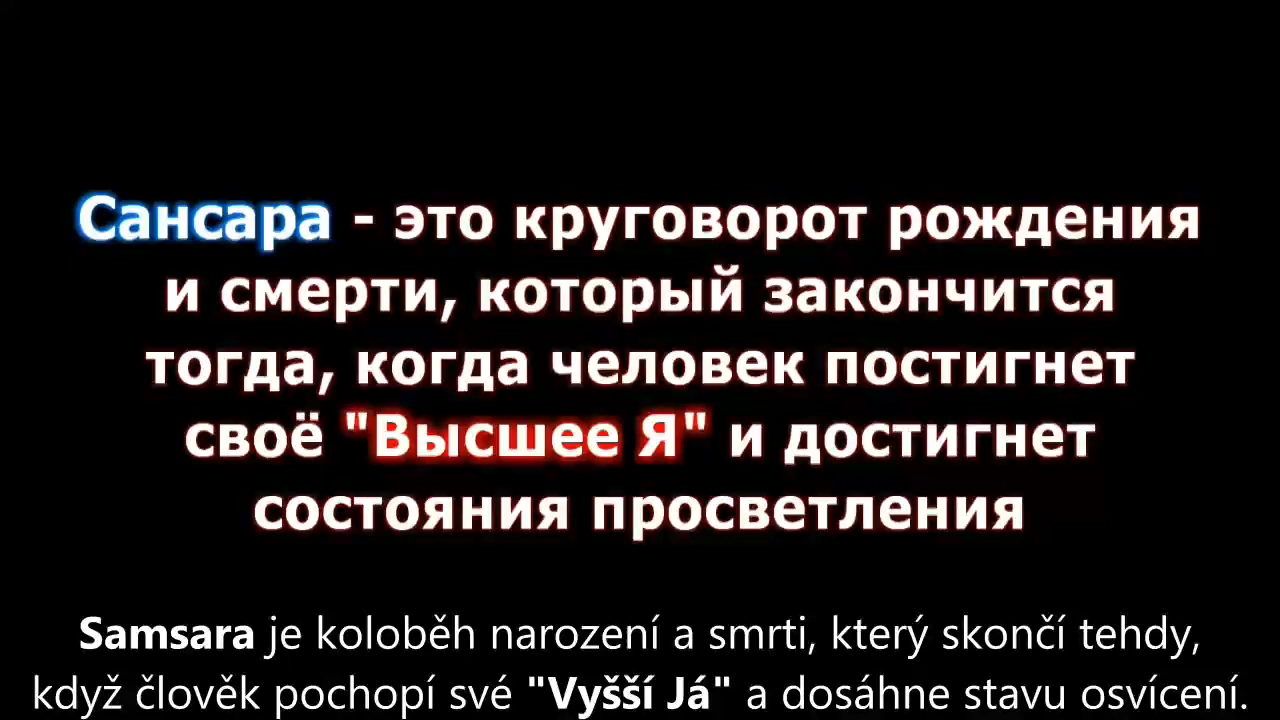 Сансара - это круговорот рождения
и смерти, который закончится
тогда, когда человек постигнет
своё "Высшее Я" и достигнет
состояния просветления
Samsara je koloběh narození a smrti, který skončí tehdy,
když člověk pochopí své "Vyšší Já" a dosáhne stavu osvícení.